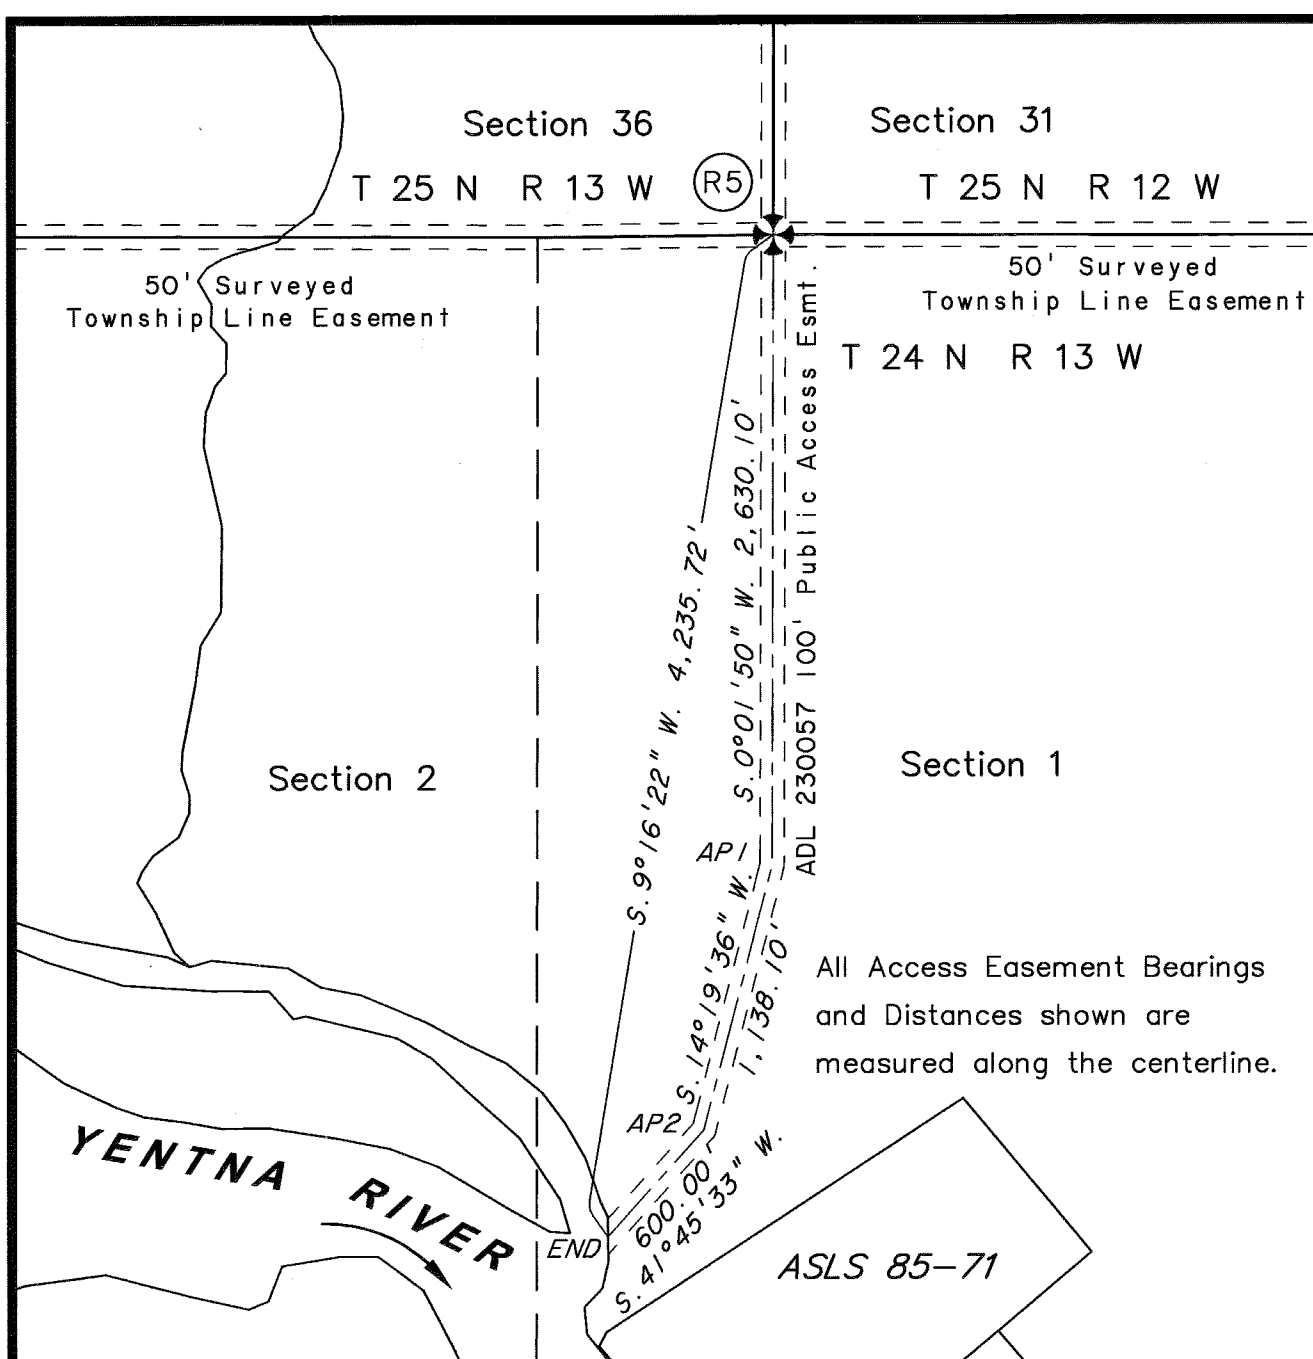 Section 36
Section 31
T 25 N R 13 W
R5
T 25 N R 12 W
50' Surveyed
Township Line Easement
50' Surveyed
Township Line Easement
T 24 N R 13 W
S. 9°16'22" W. 4,235.72'
S. 0°01'50" W. 2,630.10'
ADL 230057 100' Public Access Esmt.
Section 2
Section 1
AP1
S. 14°19'36" W.
1,138.10'
All Access Easement Bearings
and Distances shown are
measured along the centerline.
AP2
YENTNA RIVER
END
600.00'
S. 41°45'33" W.
ASLS 85-71